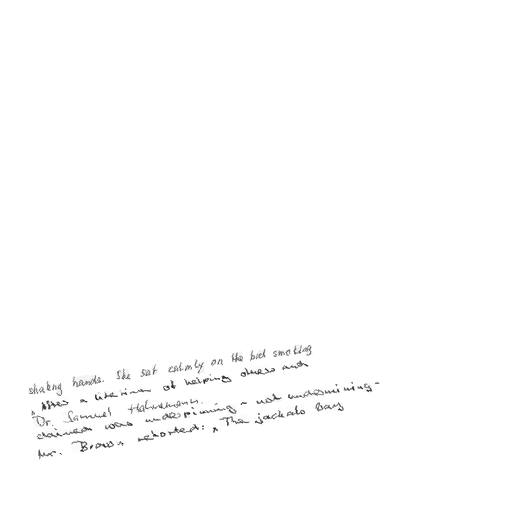 shaking hands. She sat calmly on the bed smoking
" After a lifetime of helping others and
Dr. Samuel Hahnemann.
claimed was underpinning - not undermining -
Mr. Brown retorted: " The jackals bay